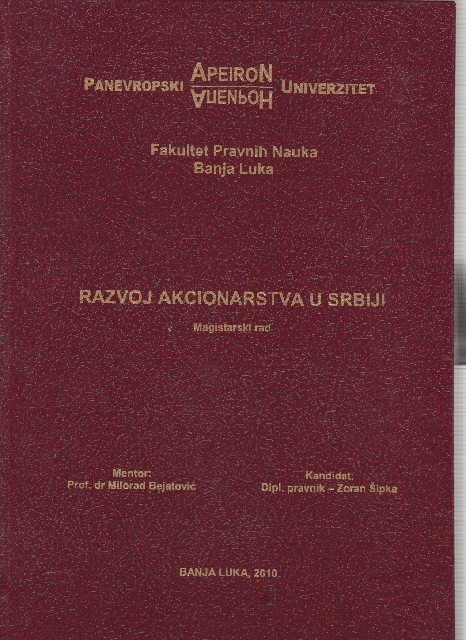 PANEVROPSKI APEIRON UNIVERZITET
Fakultet Pravnih Nauka
Banja Luka
RAZVOJ AKCIONARSTVA U SRBIJI
Magistarski rad
Mentor:
Prof. dr Milorad Bejatović
Kandidat:
Dipl. pravnik – Zoran Šipka
BANJA LUKA, 2010.